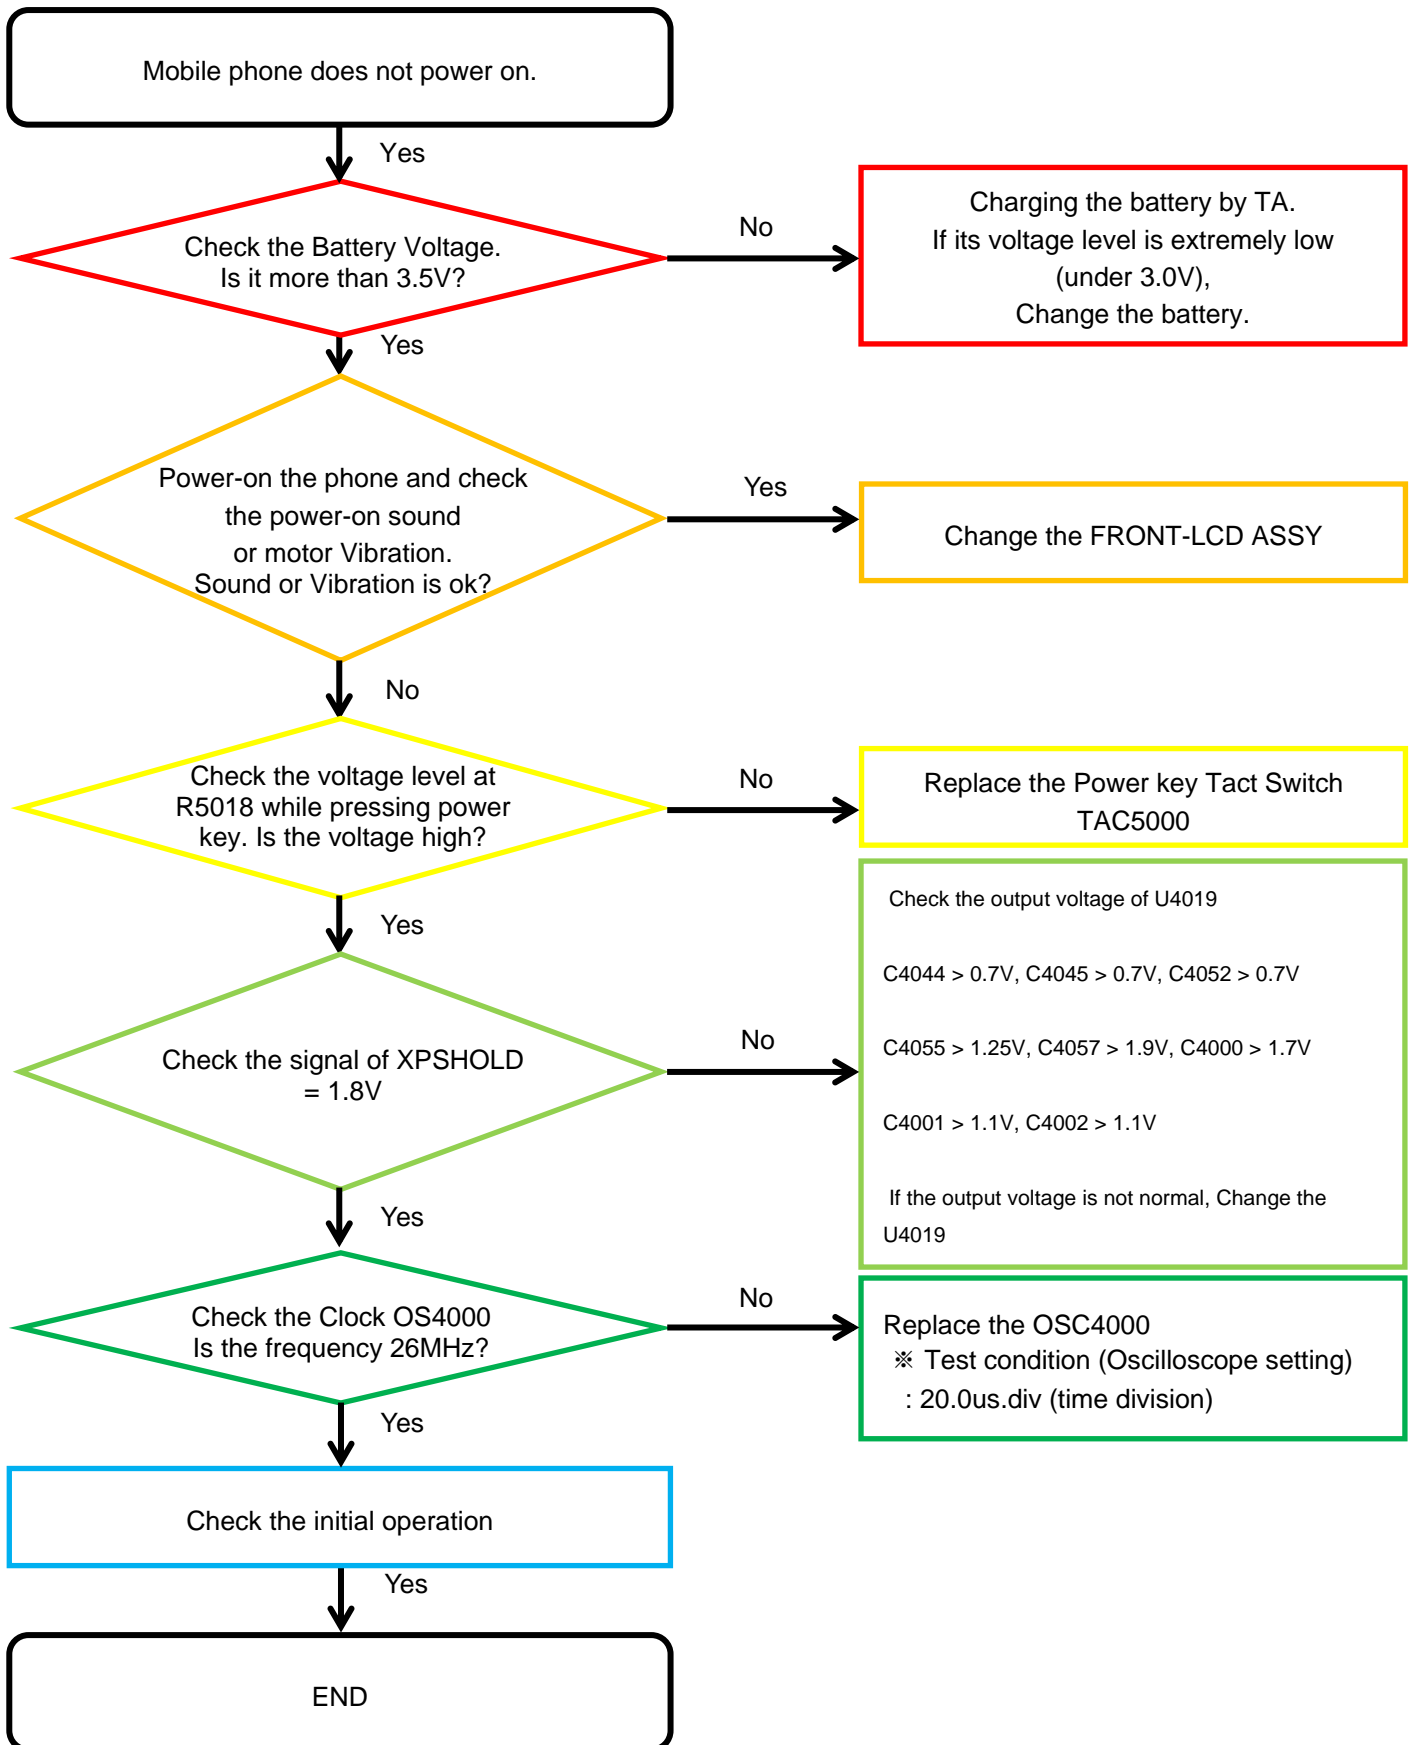 Mobile phone does not power on.
Yes
Check the Battery Voltage.
Is it more than 3.5V?
No
Charging the battery by TA.
If its voltage level is extremely low
(under 3.0V),
Change the battery.
Yes
Power-on the phone and check
the power-on sound
or motor Vibration.
Sound or Vibration is ok?
Yes
Change the FRONT-LCD ASSY
No
Check the voltage level at
R5018 while pressing power
key. Is the voltage high?
No
Replace the Power key Tact Switch
TAC5000
Yes
Check the signal of XPSHOLD
= 1.8V
No
Check the output voltage of U4019
C4044 > 0.7V, C4045 > 0.7V, C4052 > 0.7V
C4055 > 1.25V, C4057 > 1.9V, C4000 > 1.7V
C4001 > 1.1V, C4002 > 1.1V
If the output voltage is not normal, Change the
U4019
Yes
Check the Clock OS4000
Is the frequency 26MHz?
No
Replace the OSC4000
※ Test condition (Oscilloscope setting)
: 20.0us.div (time division)
Yes
Check the initial operation
Yes
END